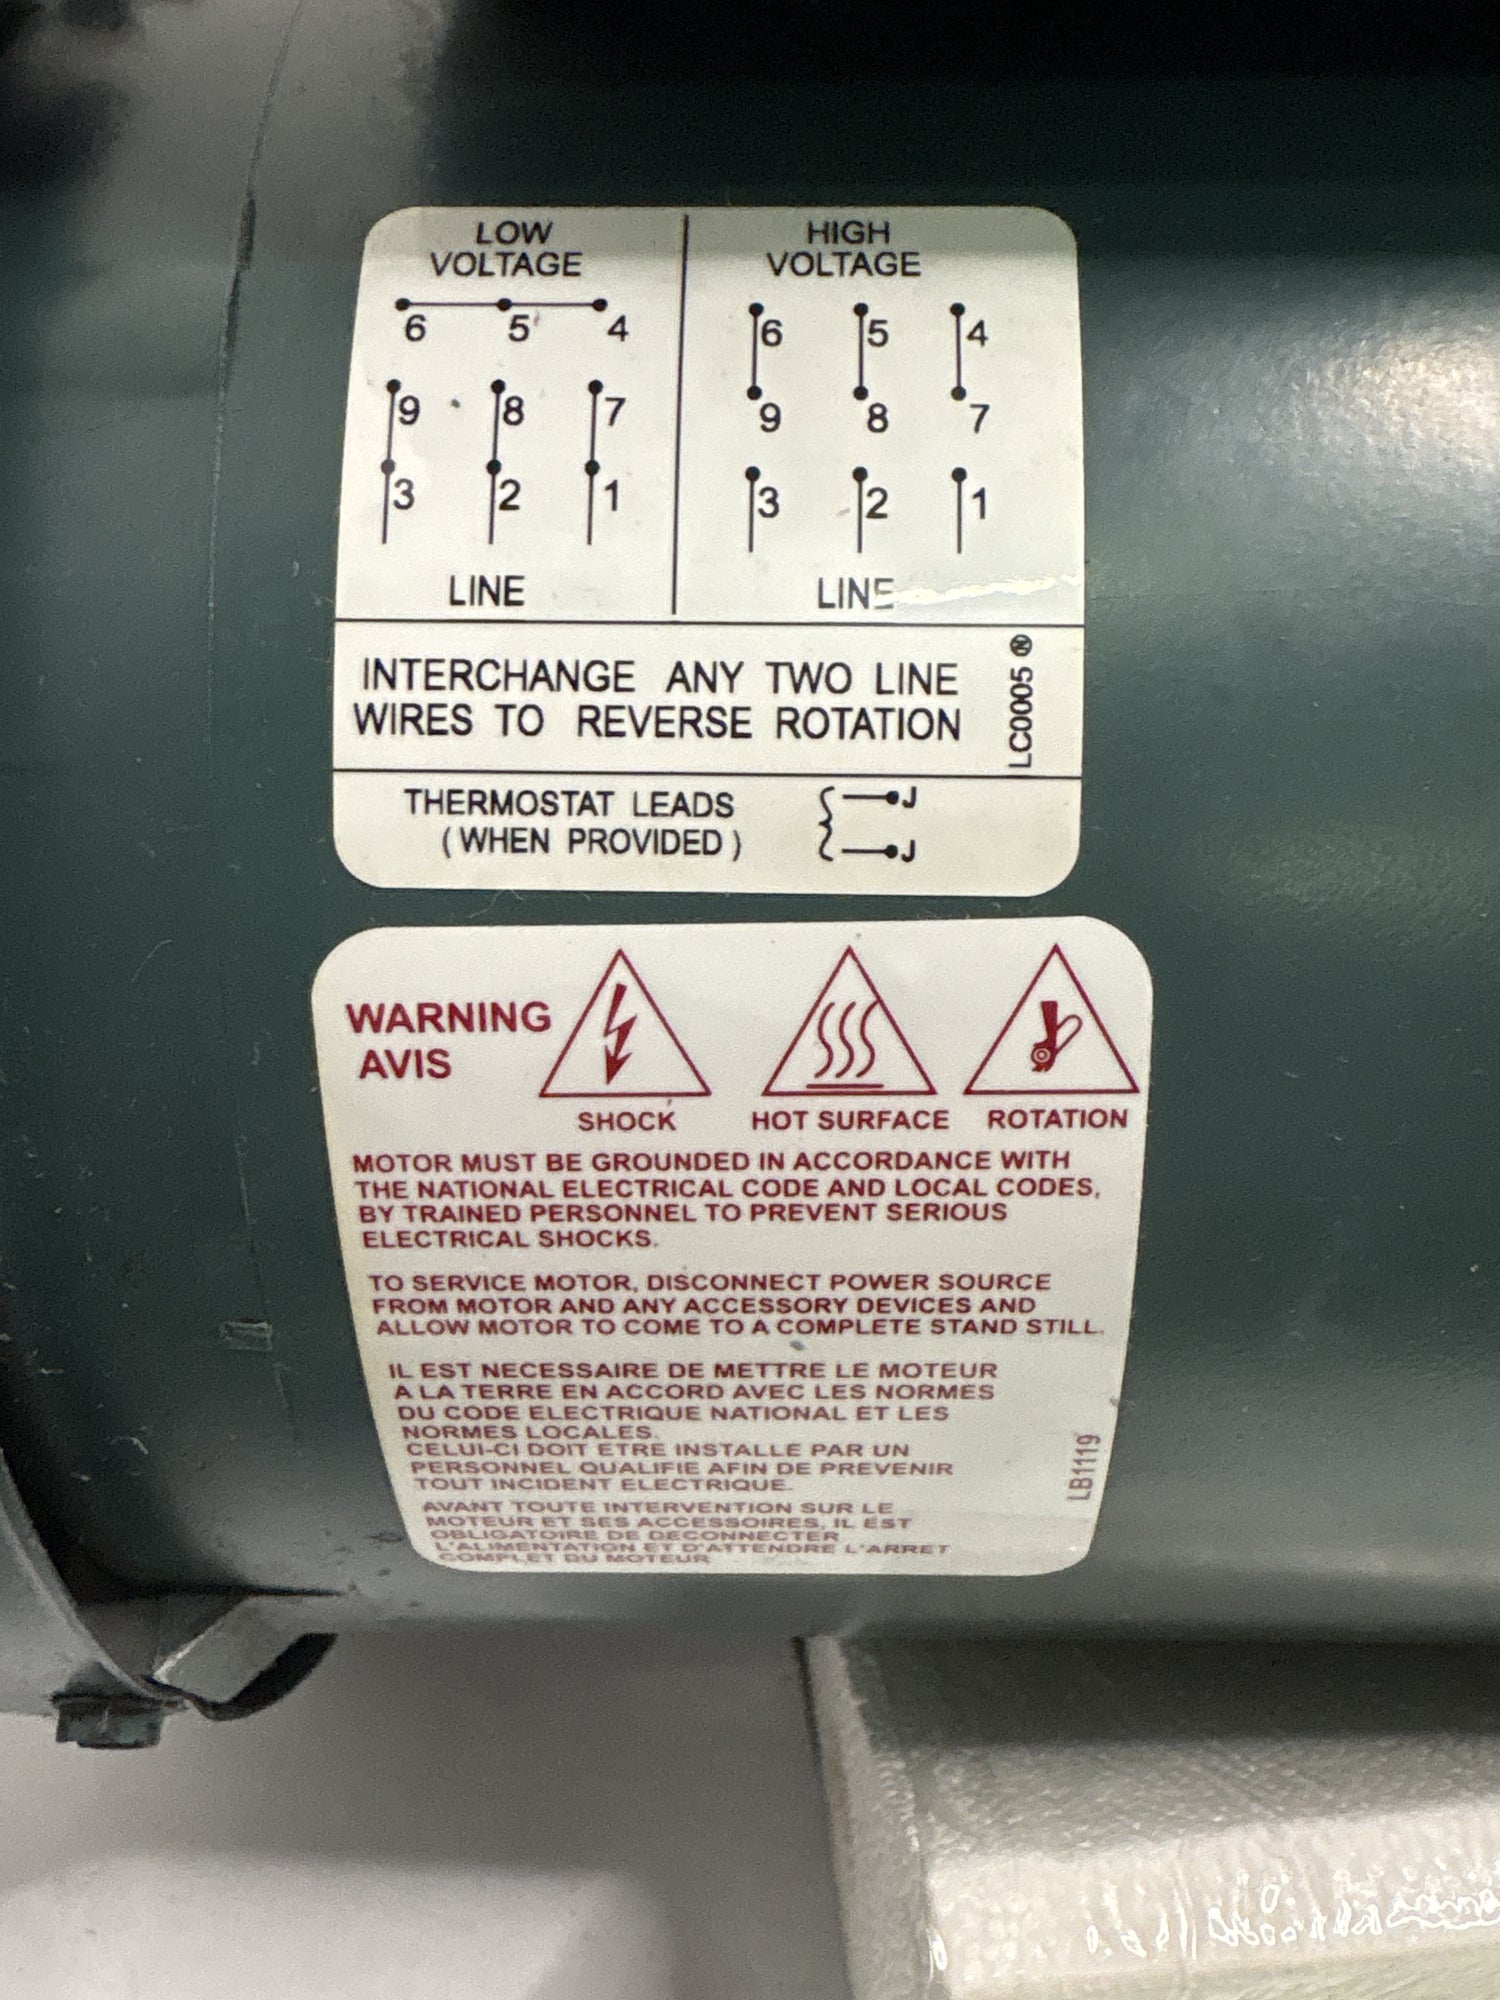 LOW
VOLTAGE
6 5 4
9 8 7
3 2 1
LINE
HIGH
VOLTAGE
6 5 4
9 8 7
3 2 1
LINE
INTERCHANGE ANY TWO LINE
WIRES TO REVERSE ROTATION
LC0005 N
THERMOSTAT LEADS
(WHEN PROVIDED)
J
J
WARNING
AVIS
SHOCK
HOT SURFACE
ROTATION
MOTOR MUST BE GROUNDED IN ACCORDANCE WITH
THE NATIONAL ELECTRICAL CODE AND LOCAL CODES,
BY TRAINED PERSONNEL TO PREVENT SERIOUS
ELECTRICAL SHOCKS.
TO SERVICE MOTOR, DISCONNECT POWER SOURCE
FROM MOTOR AND ANY ACCESSORY DEVICES AND
ALLOW MOTOR TO COME TO A COMPLETE STAND STILL.
IL EST NECESSAIRE DE METTRE LE MOTEUR
A LA TERRE EN ACCORD AVEC LES NORMES
DU CODE ELECTRIQUE NATIONAL ET LES
NORMES LOCALES.
CELUI-CI DOIT ETRE INSTALLE PAR UN
PERSONNEL QUALIFIE AFIN DE PREVENIR
TOUT INCIDENT ELECTRIQUE.
AVANT TOUTE INTERVENTION SUR LE
MOTEUR ET SES ACCESSOIRES, IL EST
OBLIGATOIRE DE DECONNECTER
L'ALIMENTATION ET D'ATTENDRE L'ARRET
COMPLET DU MOTEUR
LB1119